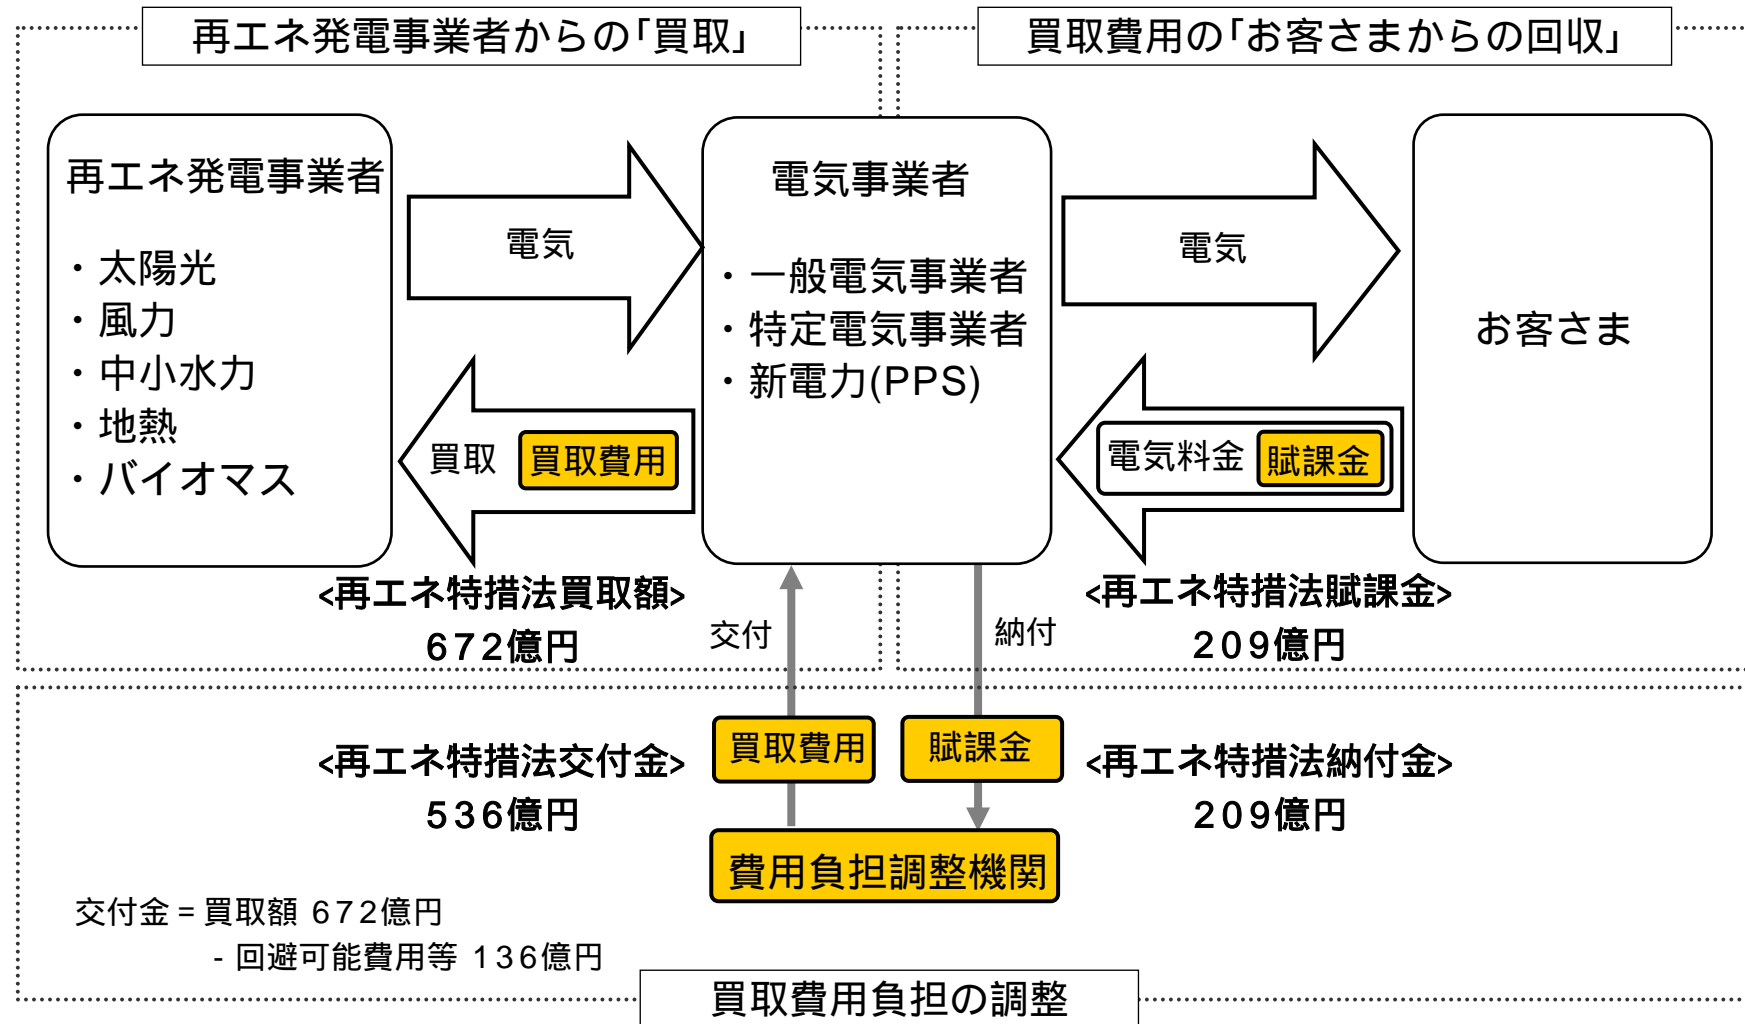 再エネ発電事業者からの｢買取｣
買取費用の｢お客さまからの回収｣
再エネ発電事業者
・太陽光
・風力
・中小水力
・地熱
・バイオマス
電気
買取 買取費用
電気事業者
・一般電気事業者
・特定電気事業者
・新電力(PPS)
電気
電気料金 賦課金
お客さま
<再エネ特措法買取額>
672億円
交付
納付
<再エネ特措法賦課金>
209億円
<再エネ特措法交付金>
536億円
買取費用
賦課金
<再エネ特措法納付金>
209億円
費用負担調整機関
交付金 = 買取額 672億円
- 回避可能費用等 136億円
買取費用負担の調整